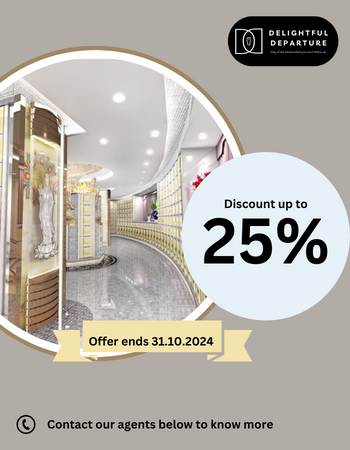 DELIGHTFUL
DEPARTURE
Discount up to
25%
Offer ends 31.10.2024
Contact our agents below to know more